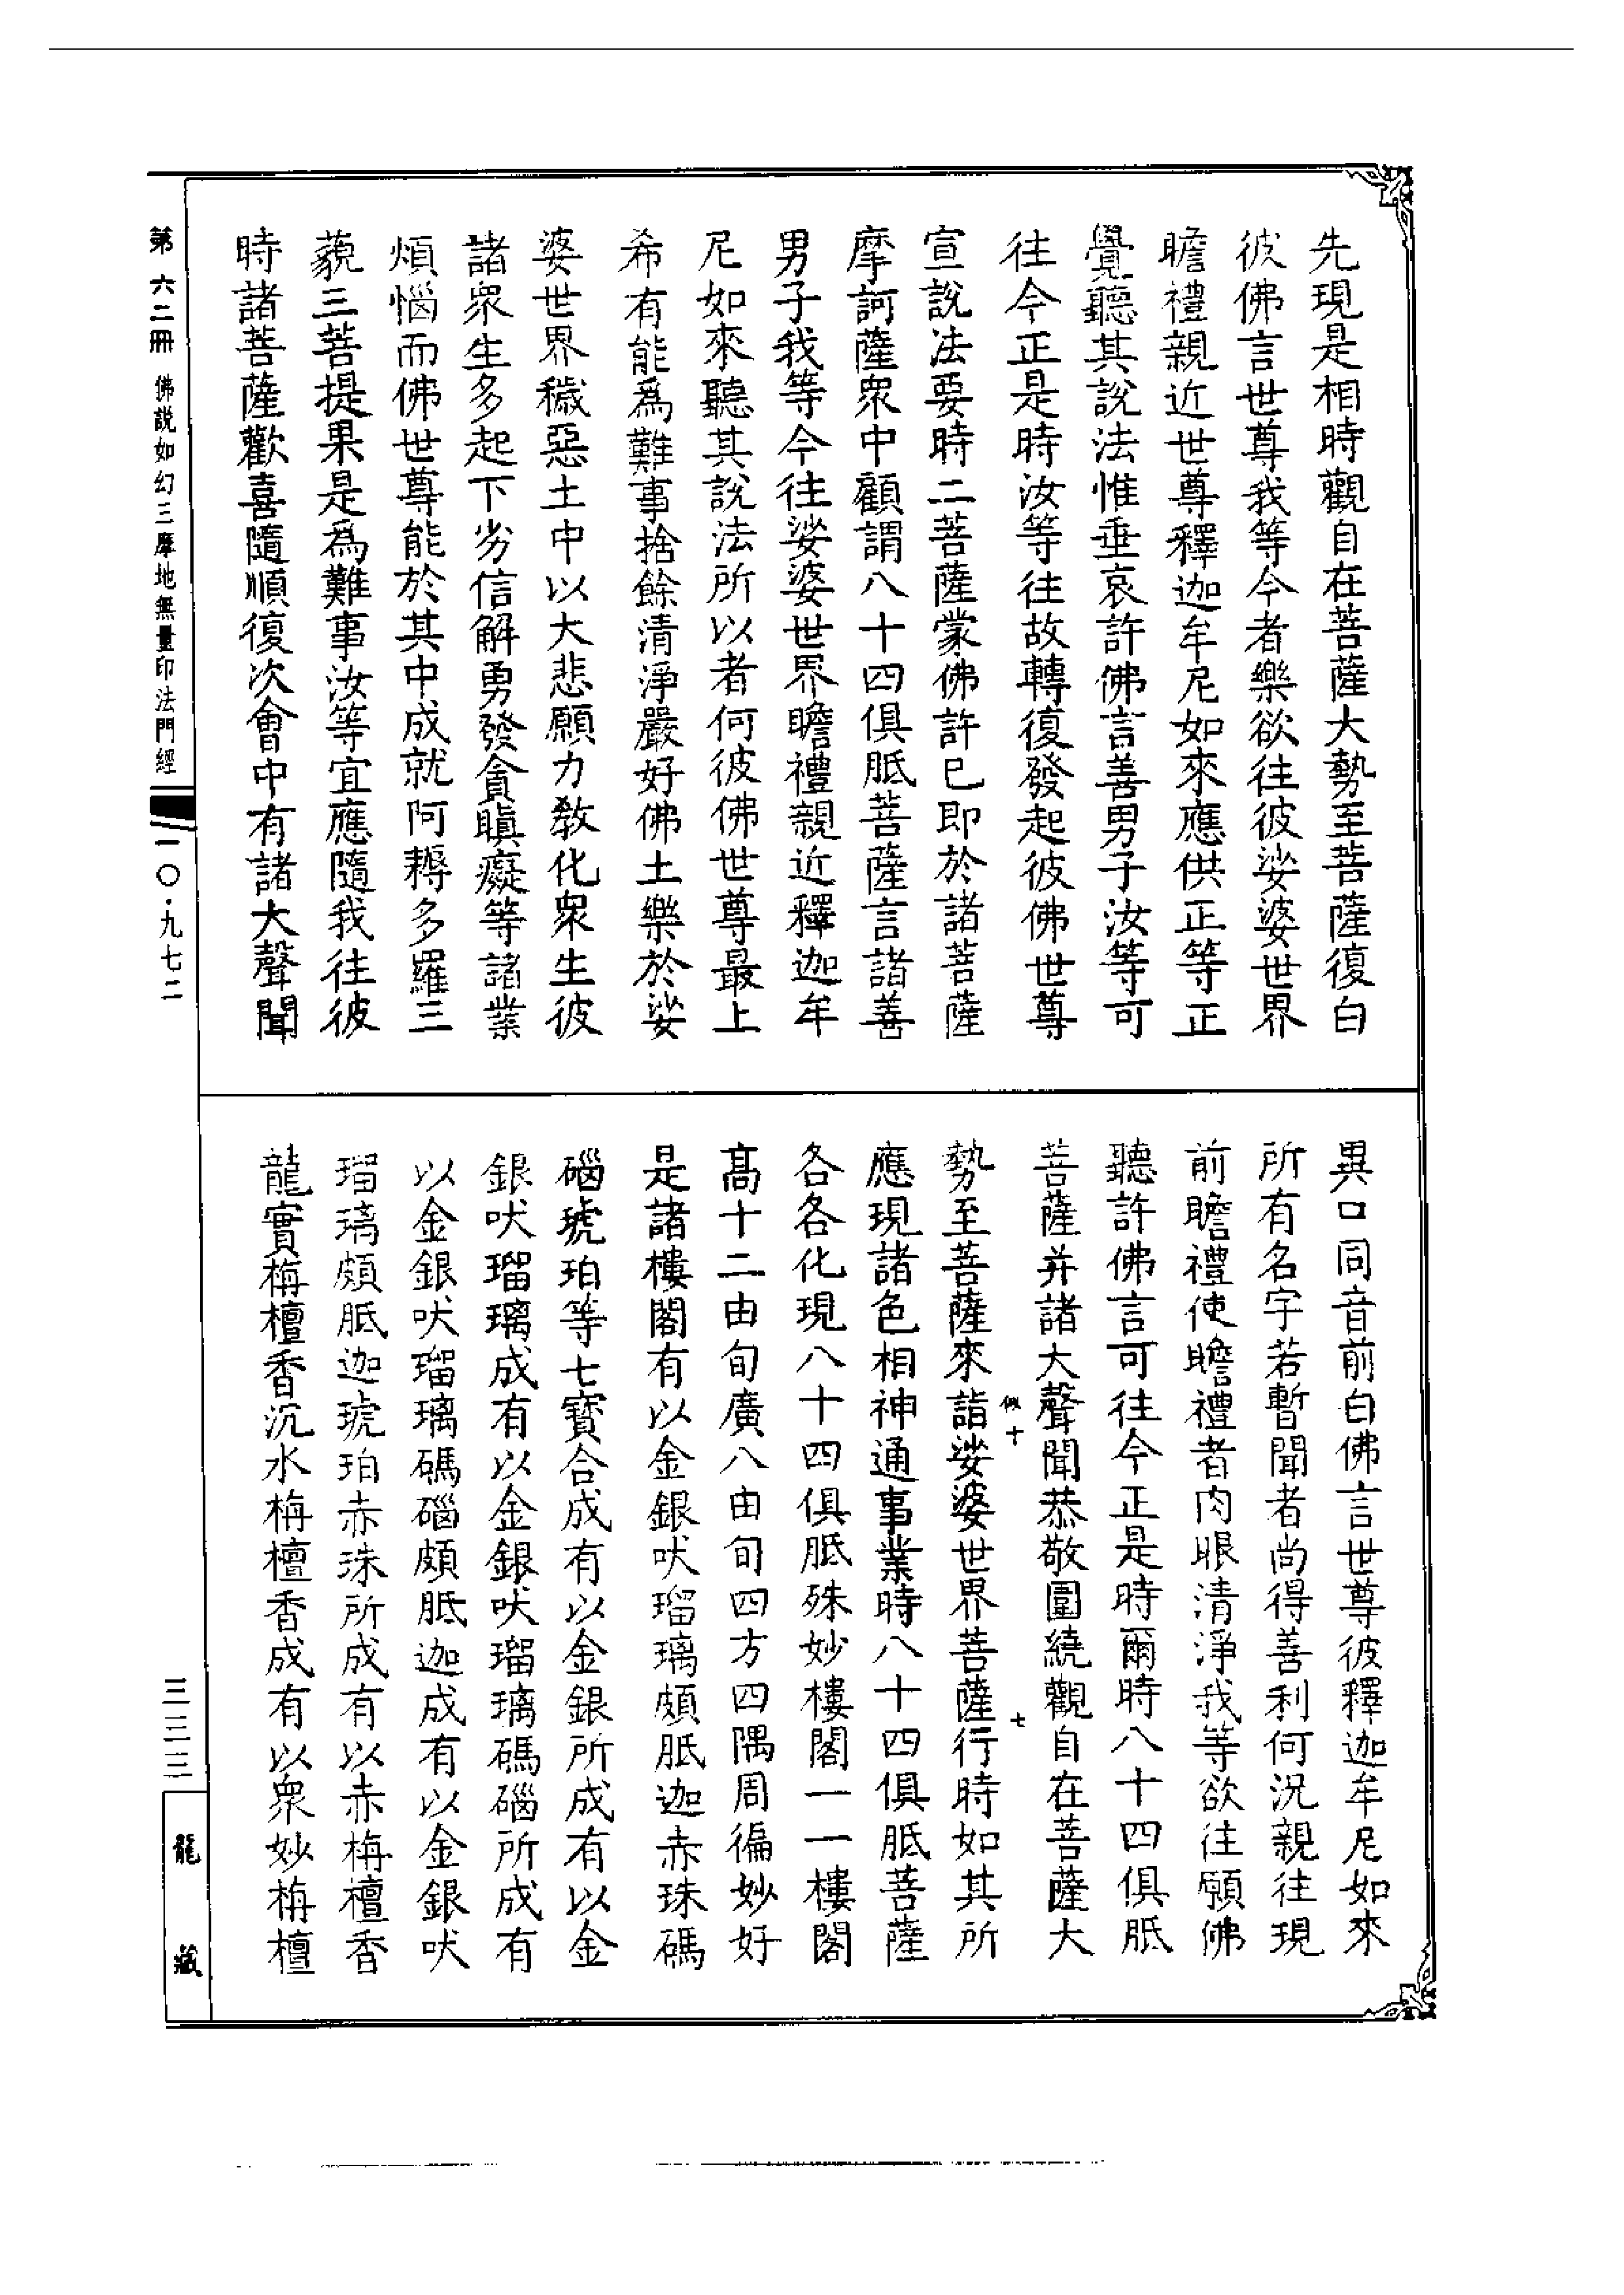 先現是相時觀自在菩薩大勢至菩薩復白
彼佛言世尊我等今者樂欲往彼娑婆世界
瞻禮親近世尊釋迦牟尼如來應供正等正
覺聽其說法惟垂哀許佛言善男子汝等可
往今正是時汝等往故轉復發起彼佛世尊
宣說法要時二菩薩蒙佛許已即於諸菩薩
摩訶薩衆中顧謂八十四俱胝菩薩言諸善
男子我等今往娑婆世界瞻禮親近釋迦牟
尼如來聽其說法所以者何彼佛世尊最上
希有能爲難事捨餘清淨嚴好佛土樂於娑
婆世界穢惡土中以大悲願力敎化衆生彼
諸衆生多起下劣信解勇發貪瞋癡等諸業
煩惱而佛世尊能於其中成就阿耨多羅三
藐三菩提果是爲難事汝等宜應隨我往彼
時諸菩薩歡喜隨順復次會中有諸大聲聞
異口同音前白佛言世尊彼釋迦牟尼如來
所有名字若暫聞者尚得善利何況親往現
前瞻禮使瞻禮者肉眼清淨我等欲往願佛
聽許佛言可往今正是時爾時八十四俱胝
菩薩并諸大聲聞恭敬圍繞觀自在菩薩大
十 七
勢至菩薩來詣娑婆世界菩薩行時如其所
應現諸色相神通事業時八十四俱胝菩薩
各各化現八十四俱胝殊妙樓閣一一樓閣
高十二由旬廣八由旬四方四隅周徧妙好
是諸樓閣有以金銀吠瑠璃頗胝迦赤珠碼
碯琥珀等七寶合成有以金銀所成有以金
銀吠瑠璃成有以金銀吠瑠璃碼碯所成有
以金銀吠瑠璃碼碯頗胝迦成有以金銀吠
瑠璃頗胝迦琥珀赤珠所成有以赤栴檀香
龍實栴檀香沉水栴檀香成有以衆妙栴檀
第六二冊 佛説如幻三摩地無量印法門經
一〇·九七二
三三三
龍藏